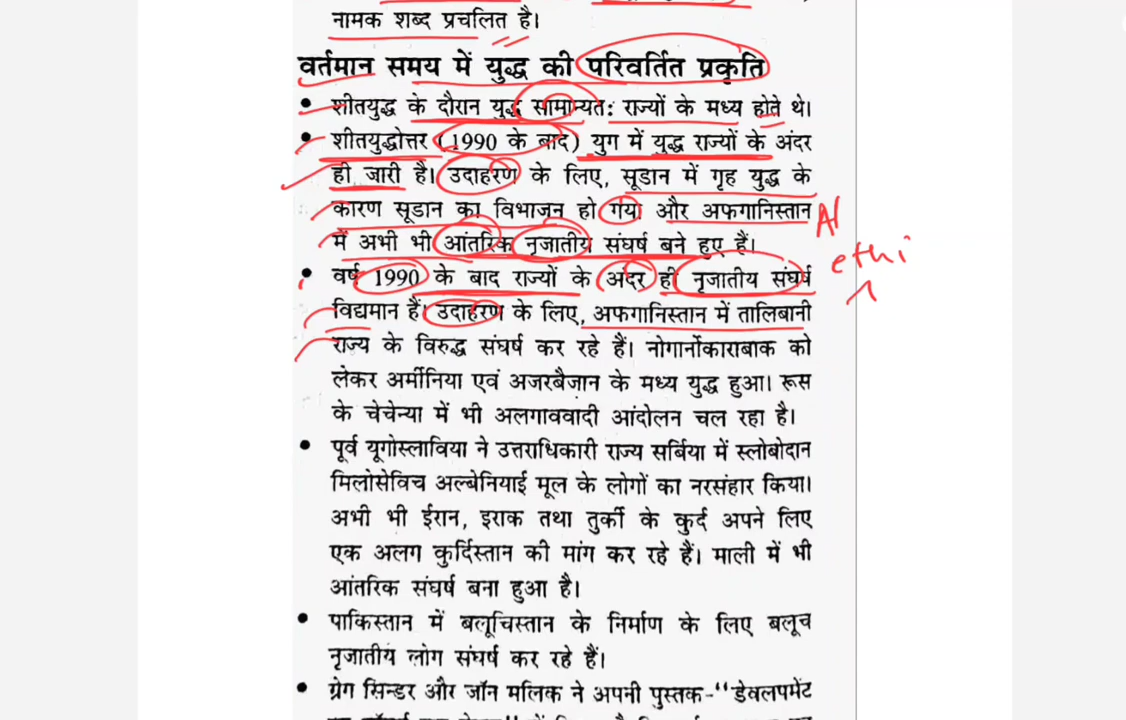 नामक शब्द प्रचलित है।
वर्तमान समय में युद्ध की परिवर्तित प्रकृति
• शीतयुद्ध के दौरान युद्ध सामान्यत: राज्यों के मध्य होते थे।
• शीतयुद्धोत्तर (1990 के बाद) युग में युद्ध राज्यों के अंदर
ही जारी है। उदाहरण के लिए, सूडान में गृह युद्ध के
कारण सूडान का विभाजन हो गया और अफगानिस्तान
में अभी भी आंतरिक नृजातीय संघर्ष बने हुए हैं।
ethi
• वर्ष 1990 के बाद राज्यों के अंदर ही नृजातीय संघर्ष
विद्यमान हैं। उदाहरण के लिए, अफगानिस्तान में तालिबानी
राज्य के विरुद्ध संघर्ष कर रहे हैं। नोगार्नोकाराबाक को
लेकर अर्मीनिया एवं अजरबैजान के मध्य युद्ध हुआ। रूस
के चेचेन्या में भी अलगाववादी आंदोलन चल रहा है।
• पूर्व यूगोस्लाविया ने उत्तराधिकारी राज्य सर्बिया में स्लोबोदान
मिलोसेविच अल्बेनियाई मूल के लोगों का नरसंहार किया।
अभी भी ईरान, इराक तथा तुर्की के कुर्द अपने लिए
एक अलग कुर्दिस्तान की मांग कर रहे हैं। माली में भी
आंतरिक संघर्ष बना हुआ है।
• पाकिस्तान में बलूचिस्तान के निर्माण के लिए बलूच
नृजातीय लोग संघर्ष कर रहे हैं।
• ग्रेग सिन्डर और जॉन मलिक ने अपनी पुस्तक-"डेवलपमेंट